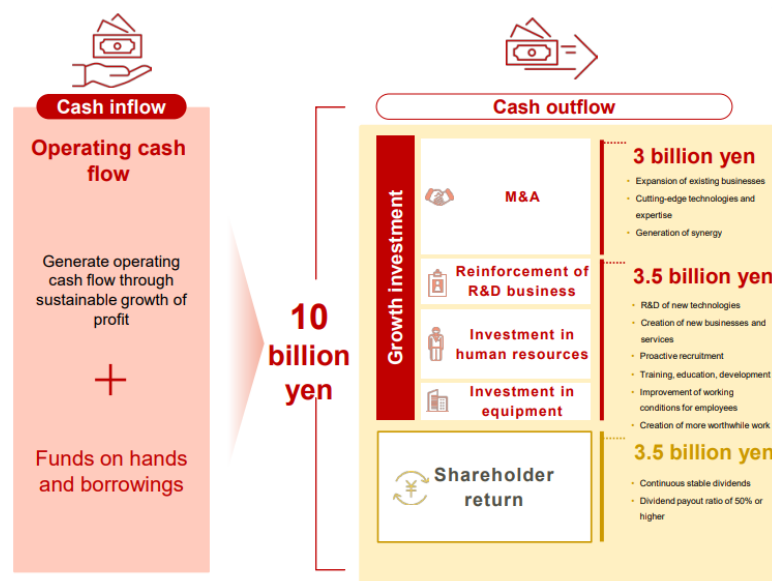 Cash inflow
Operating cash
flow
Generate operating
cash flow through
sustainable growth of
profit
+
Funds on hands
and borrowings
10
billion
yen
Cash outflow
Growth investment
M&A
3 billion yen
• Expansion of existing businesses
• Cutting-edge technologies and
expertise
• Generation of synergy
Reinforcement of
R&D business
Investment in
human resources
Investment in
equipment
3.5 billion yen
• R&D of new technologies
• Creation of new businesses and
services
• Proactive recruitment
• Training, education, development
• Improvement of working
conditions for employees
• Creation of more worthwhile work
¥
Shareholder
return
3.5 billion yen
• Continuous stable dividends
• Dividend payout ratio of 50% or
higher